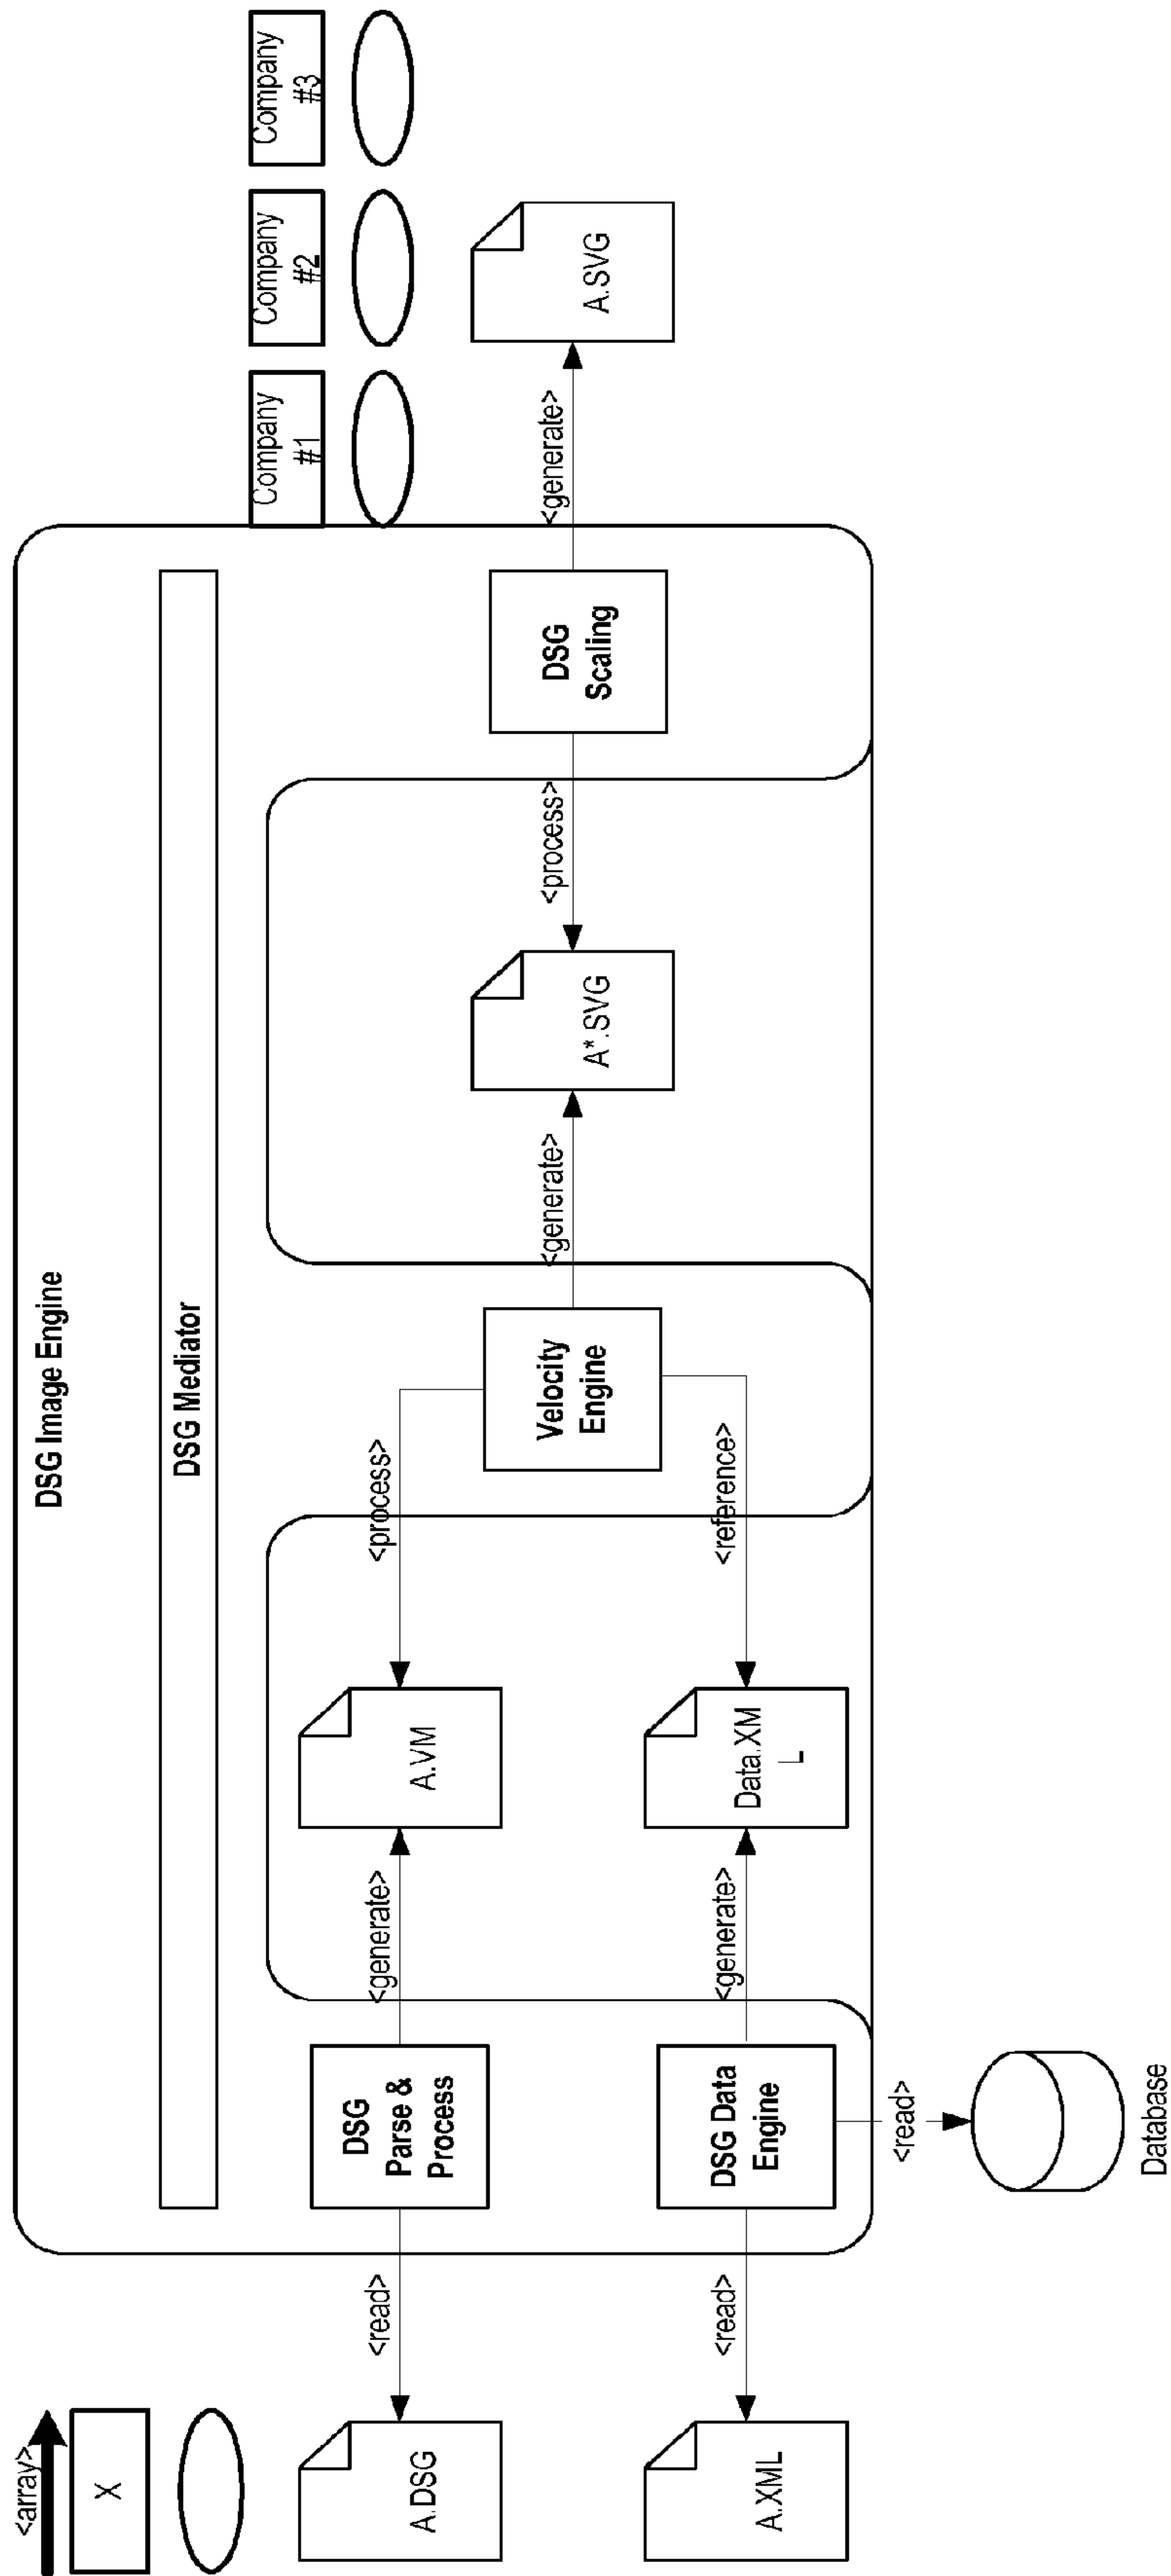 DSG Image Engine
DSG Mediator
<array>
X
Company
#1
Company
#2
Company
#3
A.DSG
<read>
DSG
Parse &
Process
<generate>
A.VM
<process>
A.XML
<read>
DSG Data
Engine
<generate>
Data.XM
L
<reference>
Velocity
Engine
<generate>
A*.SVG
<process>
DSG
Scaling
<generate>
A.SVG
<read>
Database